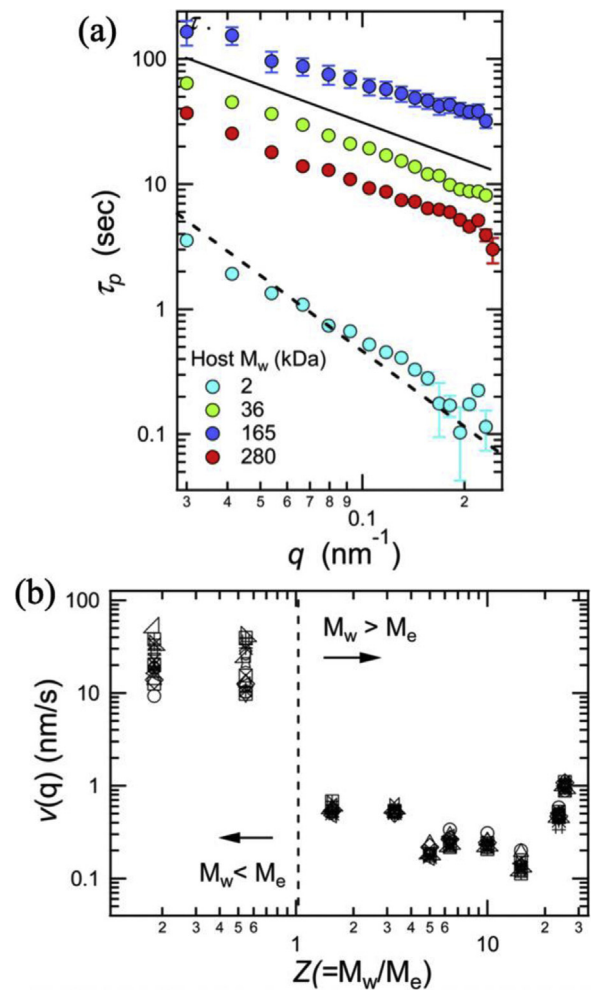 (a)
τ .
100
10
1
0.1
τp (sec)
Host Mw (kDa)
2
36
165
280
3 4 5 6 7 8 9 0.1 2
q (nm⁻¹)
(b)
100
10
1
0.1
v(q) (nm/s)
Mw > Me
Mw < Me
2 3 4 5 6 1 2 3 4 5 6 10 2 3
Z(=Mw/Me)